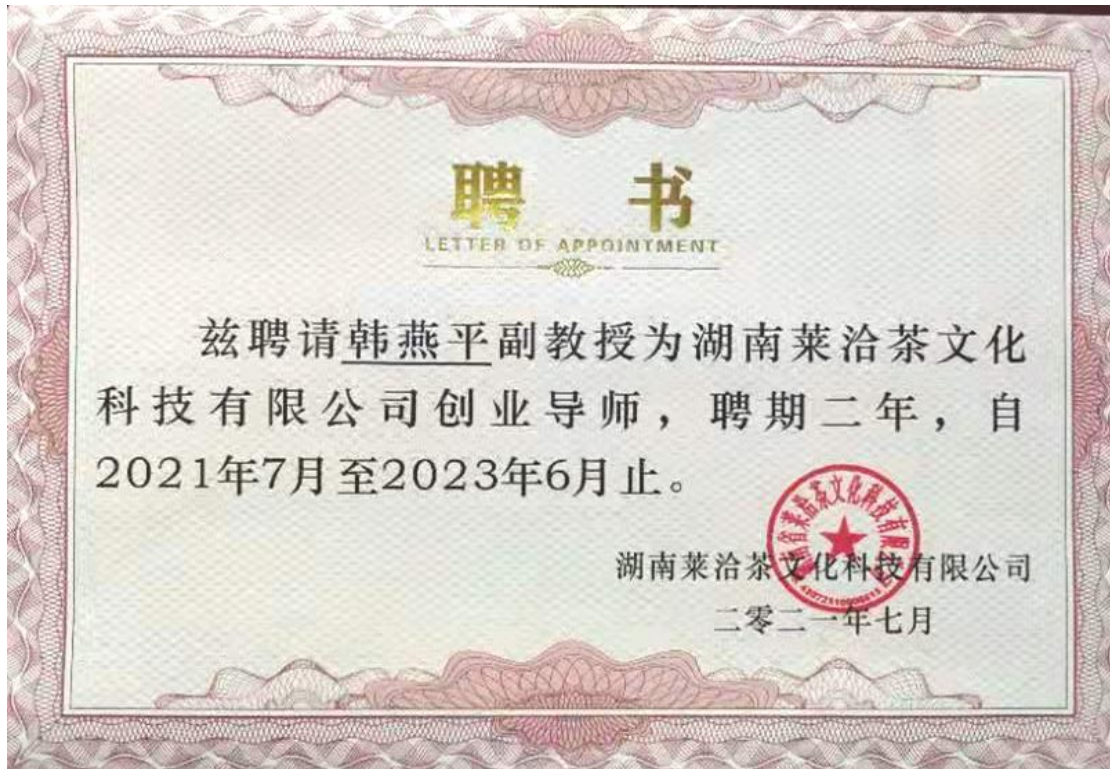 聘 书
LETTER OF APPOINTMENT
兹聘请韩燕平副教授为湖南莱洽茶文化
科技有限公司创业导师，聘期二年，自
2021年7月至2023年6月止。
湖南莱洽茶文化科技有限公司
二零二一年七月